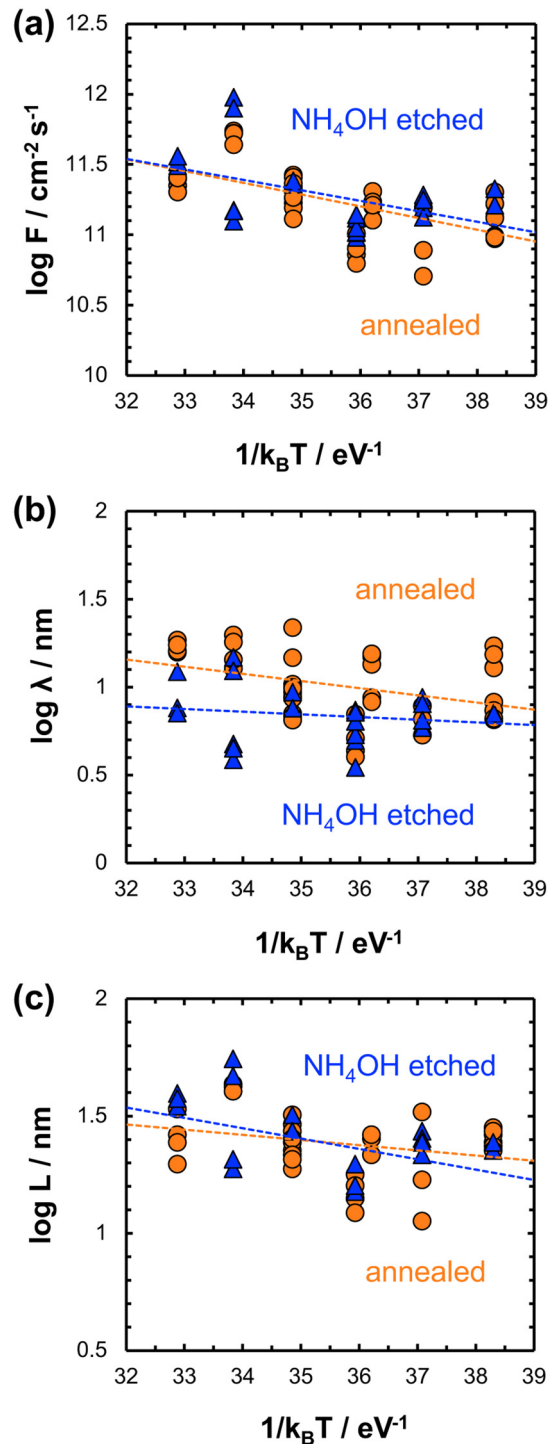 (a)
12.5
12
11.5
11
10.5
10
log F / cm⁻² s⁻¹
NH₄OH etched
annealed
32 33 34 35 36 37 38 39
1/k_BT / eV⁻¹
(b)
2
1.5
1
0.5
0
log λ / nm
annealed
NH₄OH etched
32 33 34 35 36 37 38 39
1/k_BT / eV⁻¹
(c)
2
1.5
1
0.5
log L / nm
NH₄OH etched
annealed
32 33 34 35 36 37 38 39
1/k_BT / eV⁻¹